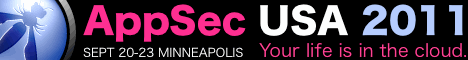 AppSec USA 2011
SEPT 20-23 MINNEAPOLIS Your life is in the cloud.